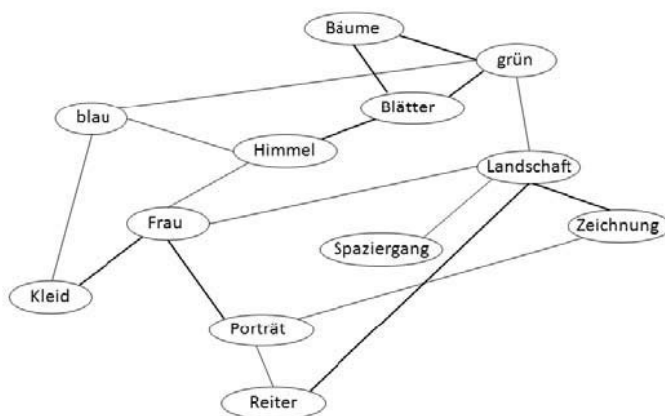 Bäume
grün
Blätter
blau
Himmel
Landschaft
Frau
Zeichnung
Spaziergang
Kleid
Porträt
Reiter